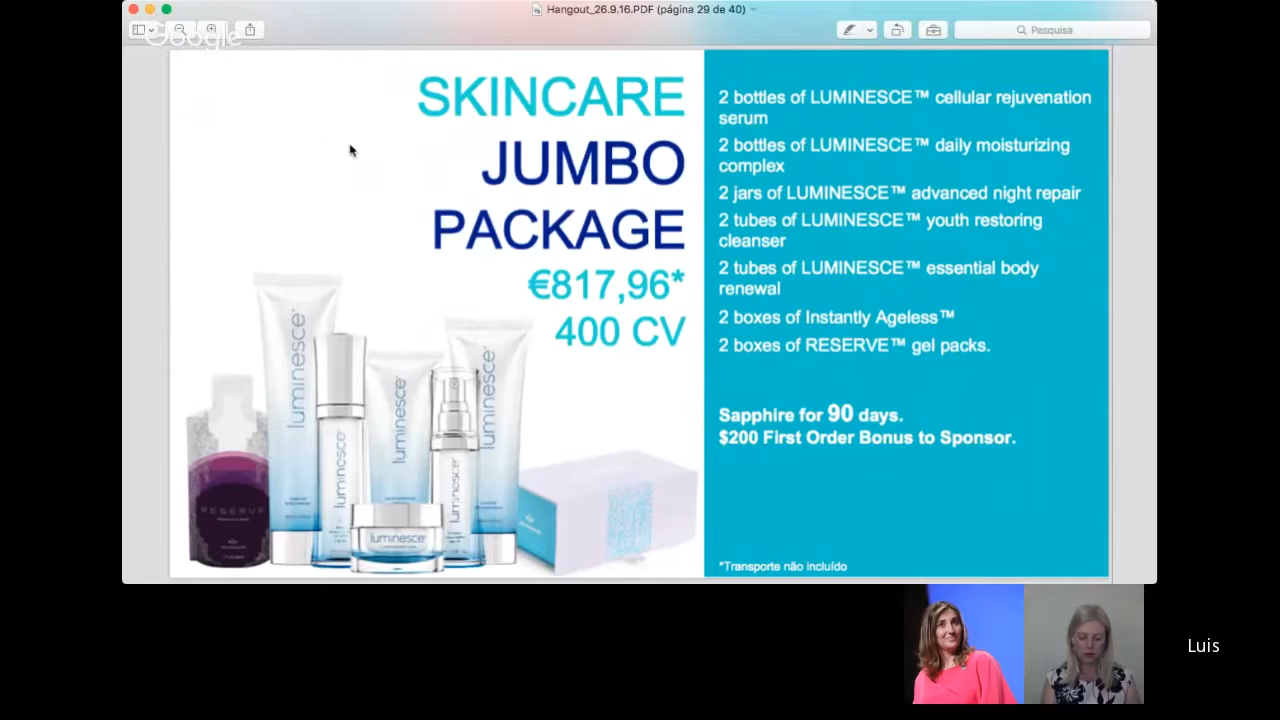 Hangout_26.9.16.PDF (página 29 de 40)
Google
Pesquisa
SKINCARE
JUMBO
PACKAGE
€817,96*
400 CV
2 bottles of LUMINESCE™ cellular rejuvenation
serum
2 bottles of LUMINESCE™ daily moisturizing
complex
2 jars of LUMINESCE™ advanced night repair
2 tubes of LUMINESCE™ youth restoring
cleanser
2 tubes of LUMINESCE™ essential body
renewal
2 boxes of Instantly Ageless™
2 boxes of RESERVE™ gel packs.
Sapphire for 90 days.
$200 First Order Bonus to Sponsor.
*Transporte não incluído
luminesce
luminesce
luminesce
luminesce
luminesce
luminesce
RESERVE
Luis